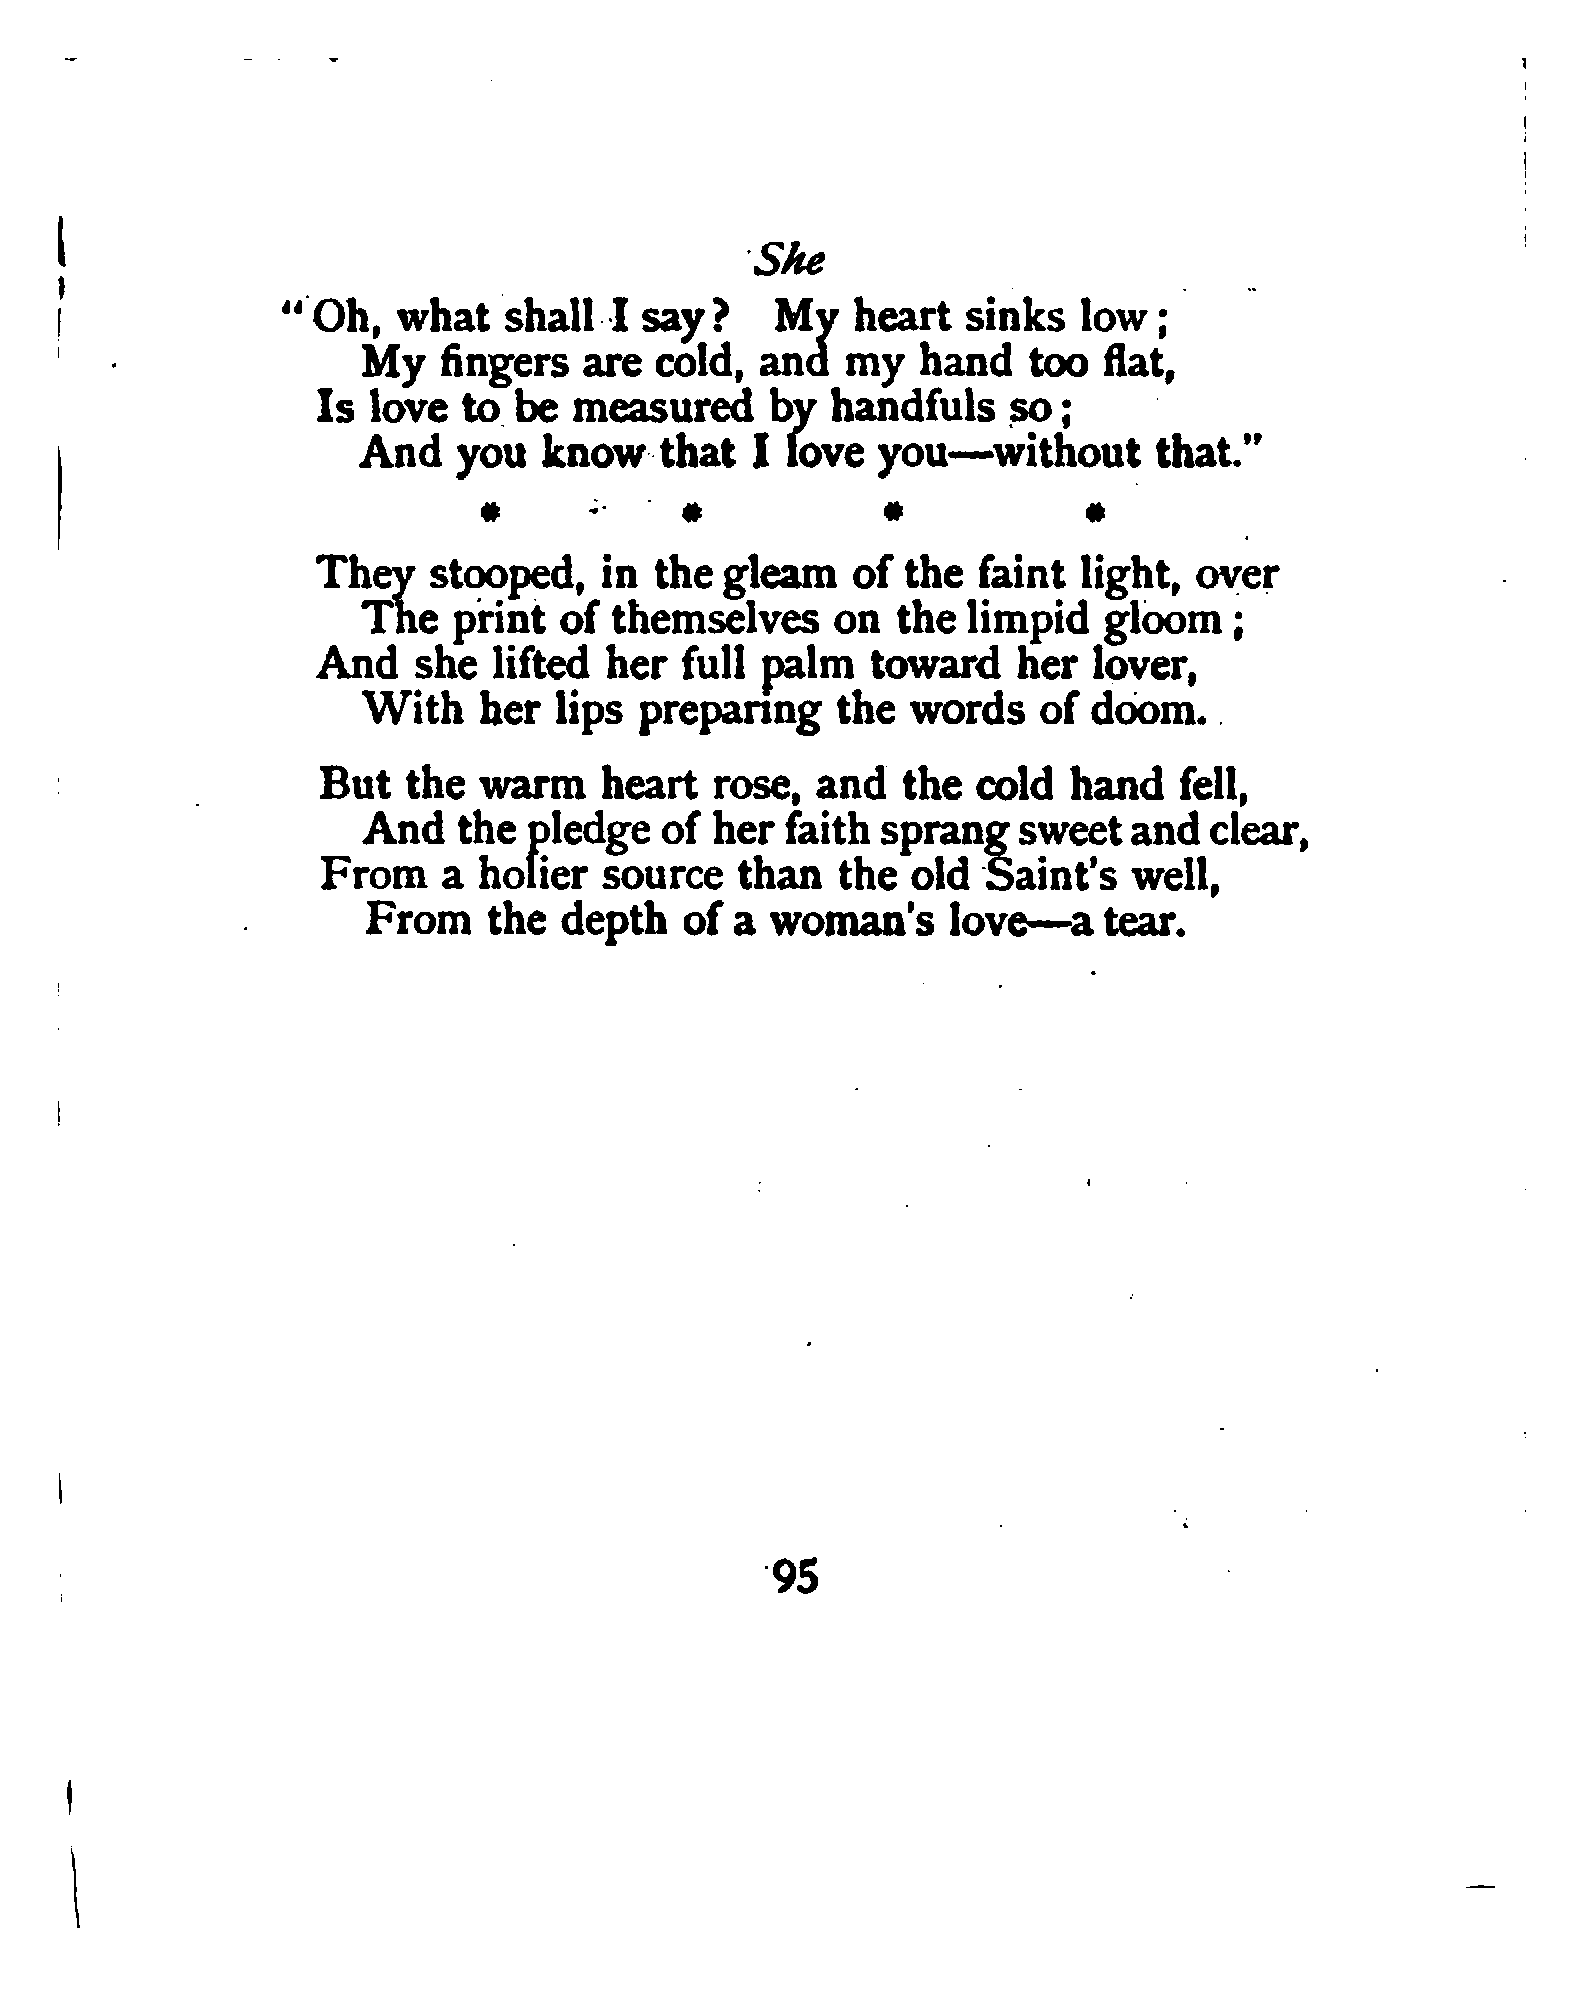 She
"Oh, what shall I say? My heart sinks low;
My fingers are cold, and my hand too flat,
Is love to be measured by handfuls so;
And you know that I love you—without that."
* * * *
They stooped, in the gleam of the faint light, over
The print of themselves on the limpid gloom;
And she lifted her full palm toward her lover,
With her lips preparing the words of doom.
But the warm heart rose, and the cold hand fell,
And the pledge of her faith sprang sweet and clear,
From a holier source than the old Saint's well,
From the depth of a woman's love—a tear.
95